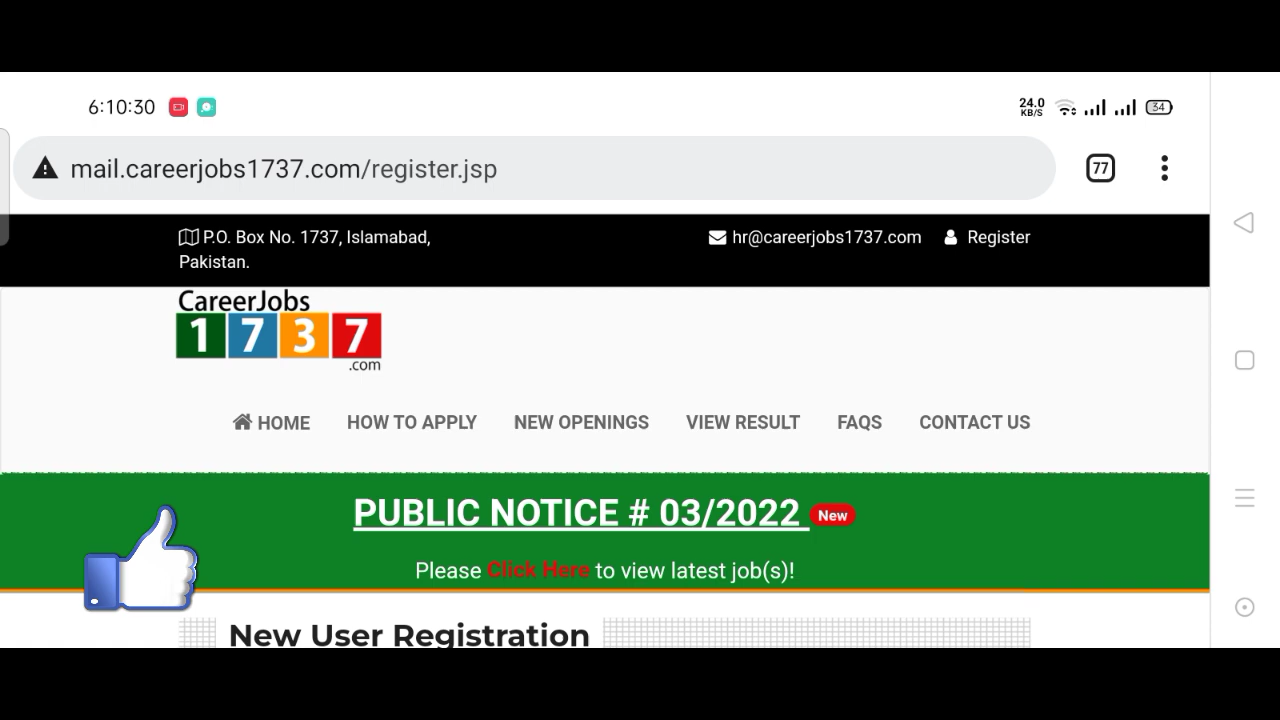 6:10:30
24.0
KB/S
34
mail.careerjobs1737.com/register.jsp
77
P.O. Box No. 1737, Islamabad,
Pakistan.
hr@careerjobs1737.com Register
CareerJobs
1737
.com
HOME HOW TO APPLY NEW OPENINGS VIEW RESULT FAQS CONTACT US
PUBLIC NOTICE # 03/2022 New
Please Click Here to view latest job(s)!
New User Registration